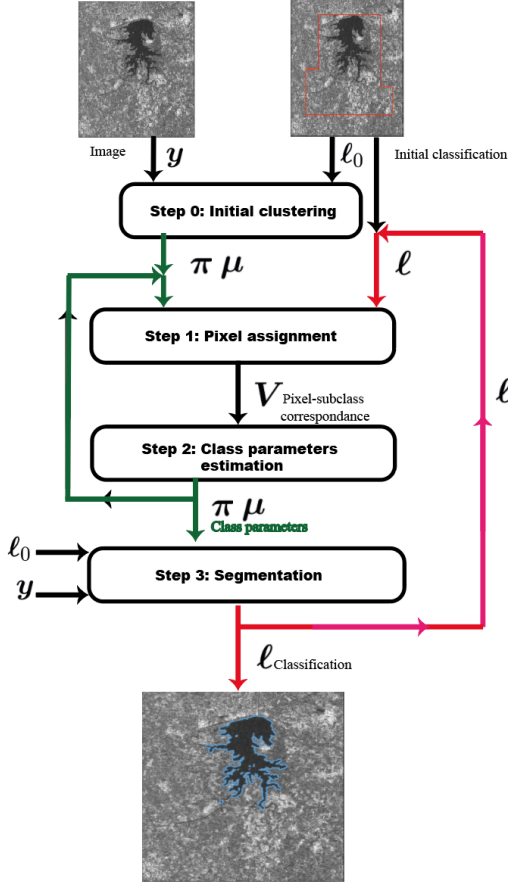 Image
y
ℓ₀
Initial classification
Step 0: Initial clustering
π μ
ℓ
Step 1: Pixel assignment
V Pixel-subclass
correspondance
ℓ
Step 2: Class parameters
estimation
π μ
Class parameters
ℓ₀
y
Step 3: Segmentation
ℓ Classification